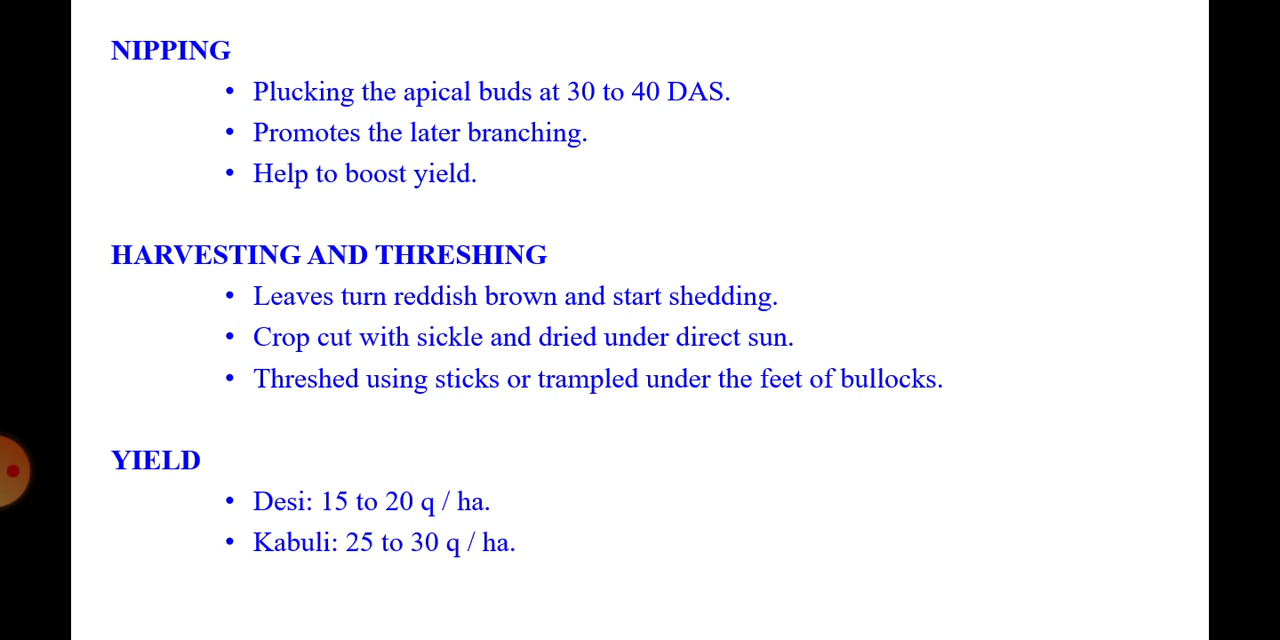 NIPPING
• Plucking the apical buds at 30 to 40 DAS.
• Promotes the later branching.
• Help to boost yield.
HARVESTING AND THRESHING
• Leaves turn reddish brown and start shedding.
• Crop cut with sickle and dried under direct sun.
• Threshed using sticks or trampled under the feet of bullocks.
YIELD
• Desi: 15 to 20 q / ha.
• Kabuli: 25 to 30 q / ha.